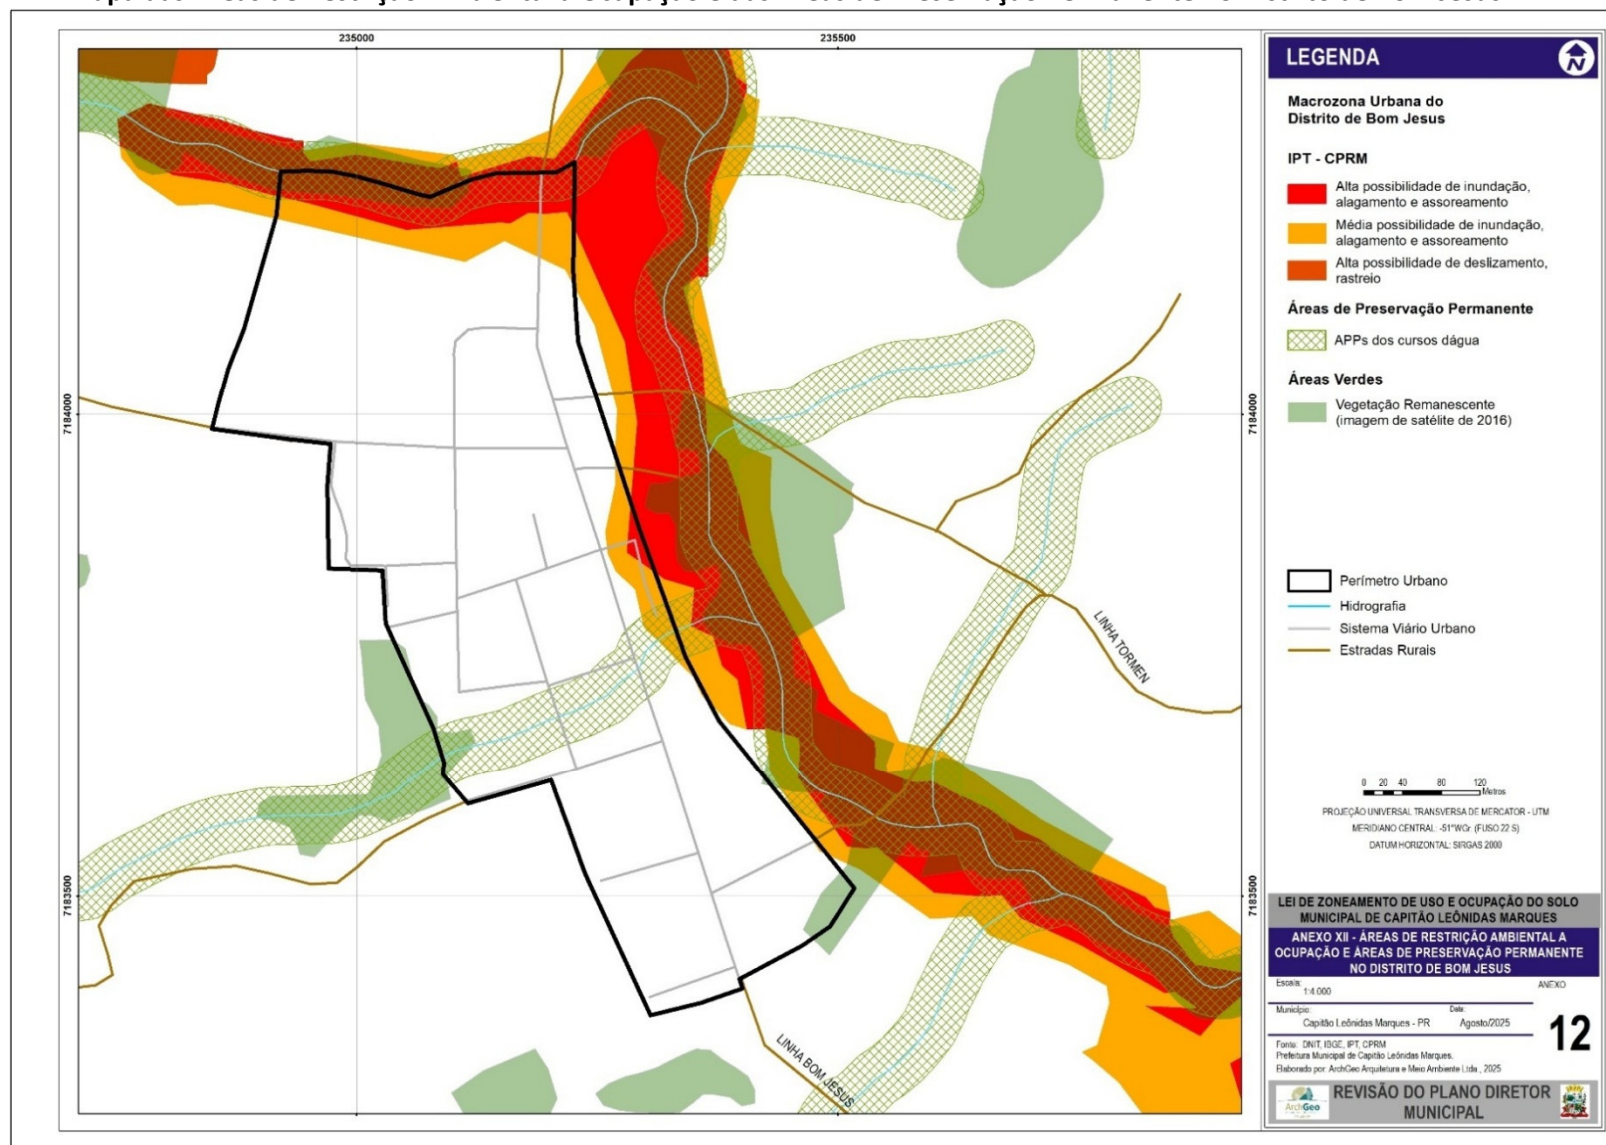 235000
235500
7184000
7184000
7183500
7183500
LINHA TORMEN
LINHA BOM JESUS
LEGENDA
N
Macrozona Urbana do
Distrito de Bom Jesus
IPT - CPRM
Alta possibilidade de inundação,
alagamento e assoreamento
Média possibilidade de inundação,
alagamento e assoreamento
Alta possibilidade de deslizamento,
rastreio
Áreas de Preservação Permanente
APPs dos cursos dágua
Áreas Verdes
Vegetação Remanescente
(imagem de satélite de 2016)
Perímetro Urbano
Hidrografia
Sistema Viário Urbano
Estradas Rurais
0 20 40 80 120
Metros
PROJEÇÃO UNIVERSAL TRANSVERSA DE MERCATOR - UTM
MERIDIANO CENTRAL: -51°WGr. (FUSO 22 S)
DATUM HORIZONTAL: SIRGAS 2000
LEI DE ZONEAMENTO DE USO E OCUPAÇÃO DO SOLO
MUNICIPAL DE CAPITÃO LEÔNIDAS MARQUES
ANEXO XII - ÁREAS DE RESTRIÇÃO AMBIENTAL A
OCUPAÇÃO E ÁREAS DE PRESERVAÇÃO PERMANENTE
NO DISTRITO DE BOM JESUS
Escala: 1:4.000
ANEXO
12
Município: Capitão Leônidas Marques - PR
Data: Agosto/2025
Fonte: DNIT, IBGE, IPT, CPRM
Prefeitura Municipal de Capitão Leônidas Marques.
Elaborado por: ArchGeo Arquitetura e Meio Ambiente Ltda., 2025
ArchGeo
REVISÃO DO PLANO DIRETOR
MUNICIPAL